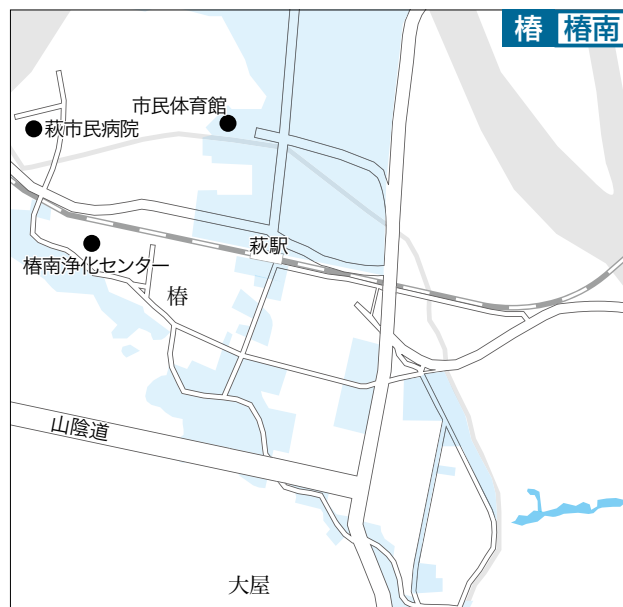 椿 椿南
市民体育館
萩市民病院
萩駅
椿南浄化センター
椿
山陰道
大屋